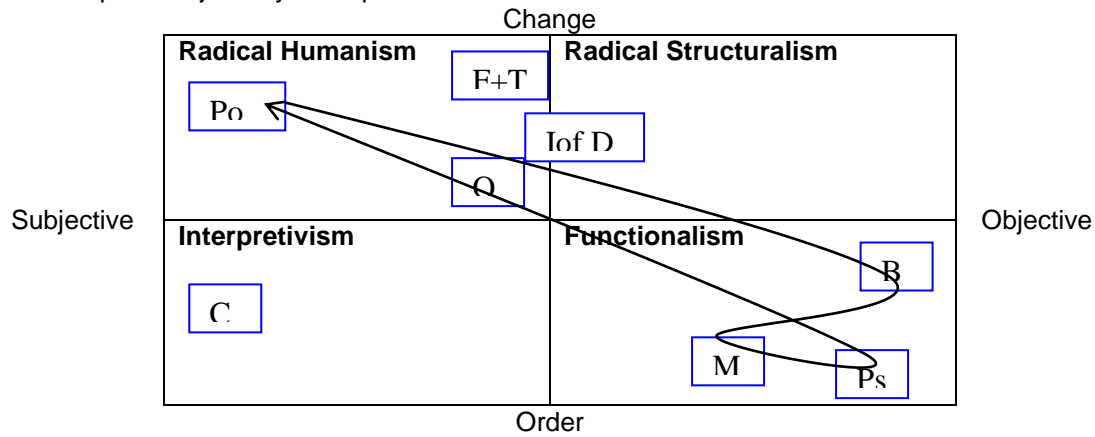 Change
Radical Humanism
Radical Structuralism
F+T
Po
Iof D
O
Subjective
Objective
Interpretivism
Functionalism
B
C
M
Ps
Order